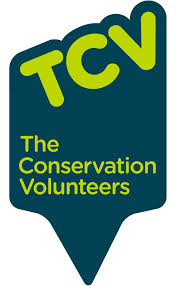 TCV
The
Conservation
Volunteers